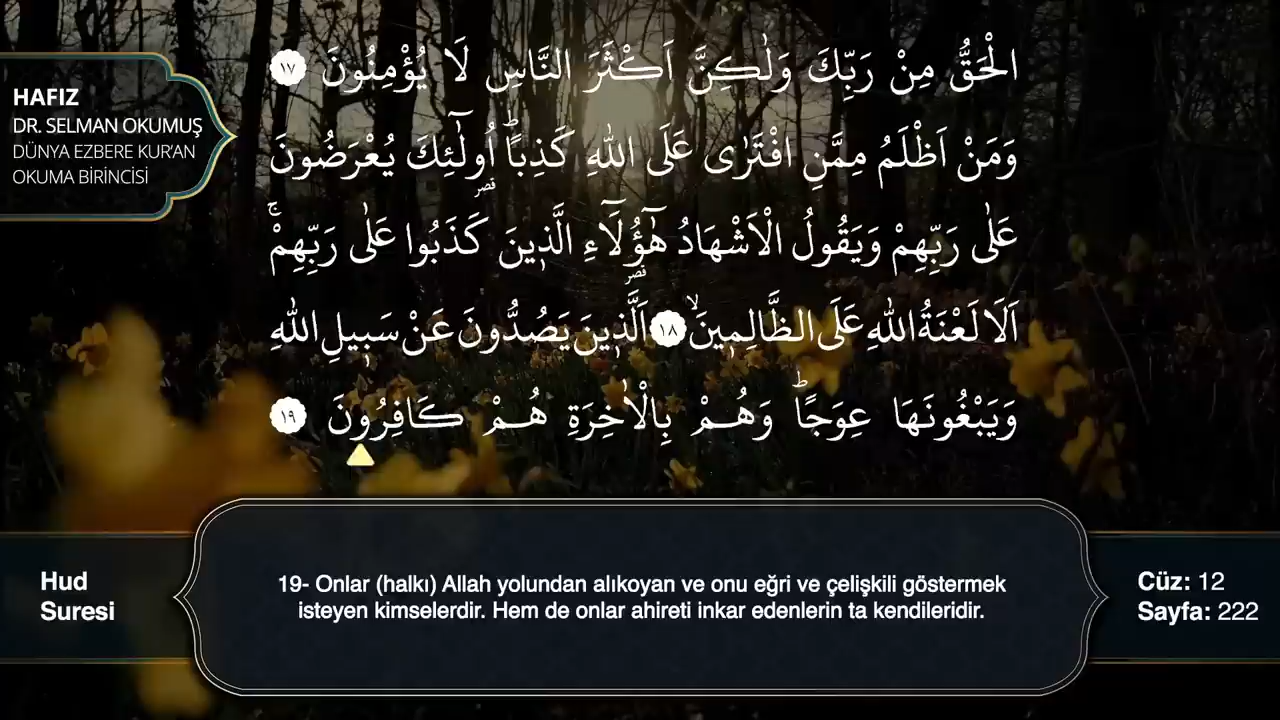 HAFIZ
DR. SELMAN OKUMUŞ
DÜNYA EZBERE KUR'AN
OKUMA BİRİNCİSİ
الْحَقُّ مِنْ رَبِّكَ وَلٰكِنَّ اَكْثَرَ النَّاسِ لَا يُؤْمِنُونَ ١٧
وَمَنْ اَظْلَمُ مِمَّنِ افْتَرٰى عَلَى اللّٰهِ كَذِبًاۜ اُو۬لٰٓئِكَ يُعْرَضُونَ
عَلٰى رَبِّهِمْ وَيَقُولُ الْاَشْهَادُ هٰٓؤُ۬لَٓاءِ الَّذ۪ينَ كَذَبُوا عَلٰى رَبِّهِمْۚ
اَلَا لَعْنَةُ اللّٰهِ عَلَى الظَّالِم۪ينَۙ ١٨ اَلَّذ۪ينَ يَصُدُّونَ عَنْ سَب۪يلِ اللّٰهِ
وَيَبْغُونَهَا عِوَجًاۜ وَهُمْ بِالْاٰخِرَةِ هُمْ كَافِرُونَ ١٩
Hud
Suresi
19- Onlar (halkı) Allah yolundan alıkoyan ve onu eğri ve çelişkili göstermek
isteyen kimselerdir. Hem de onlar ahireti inkar edenlerin ta kendileridir.
Cüz: 12
Sayfa: 222